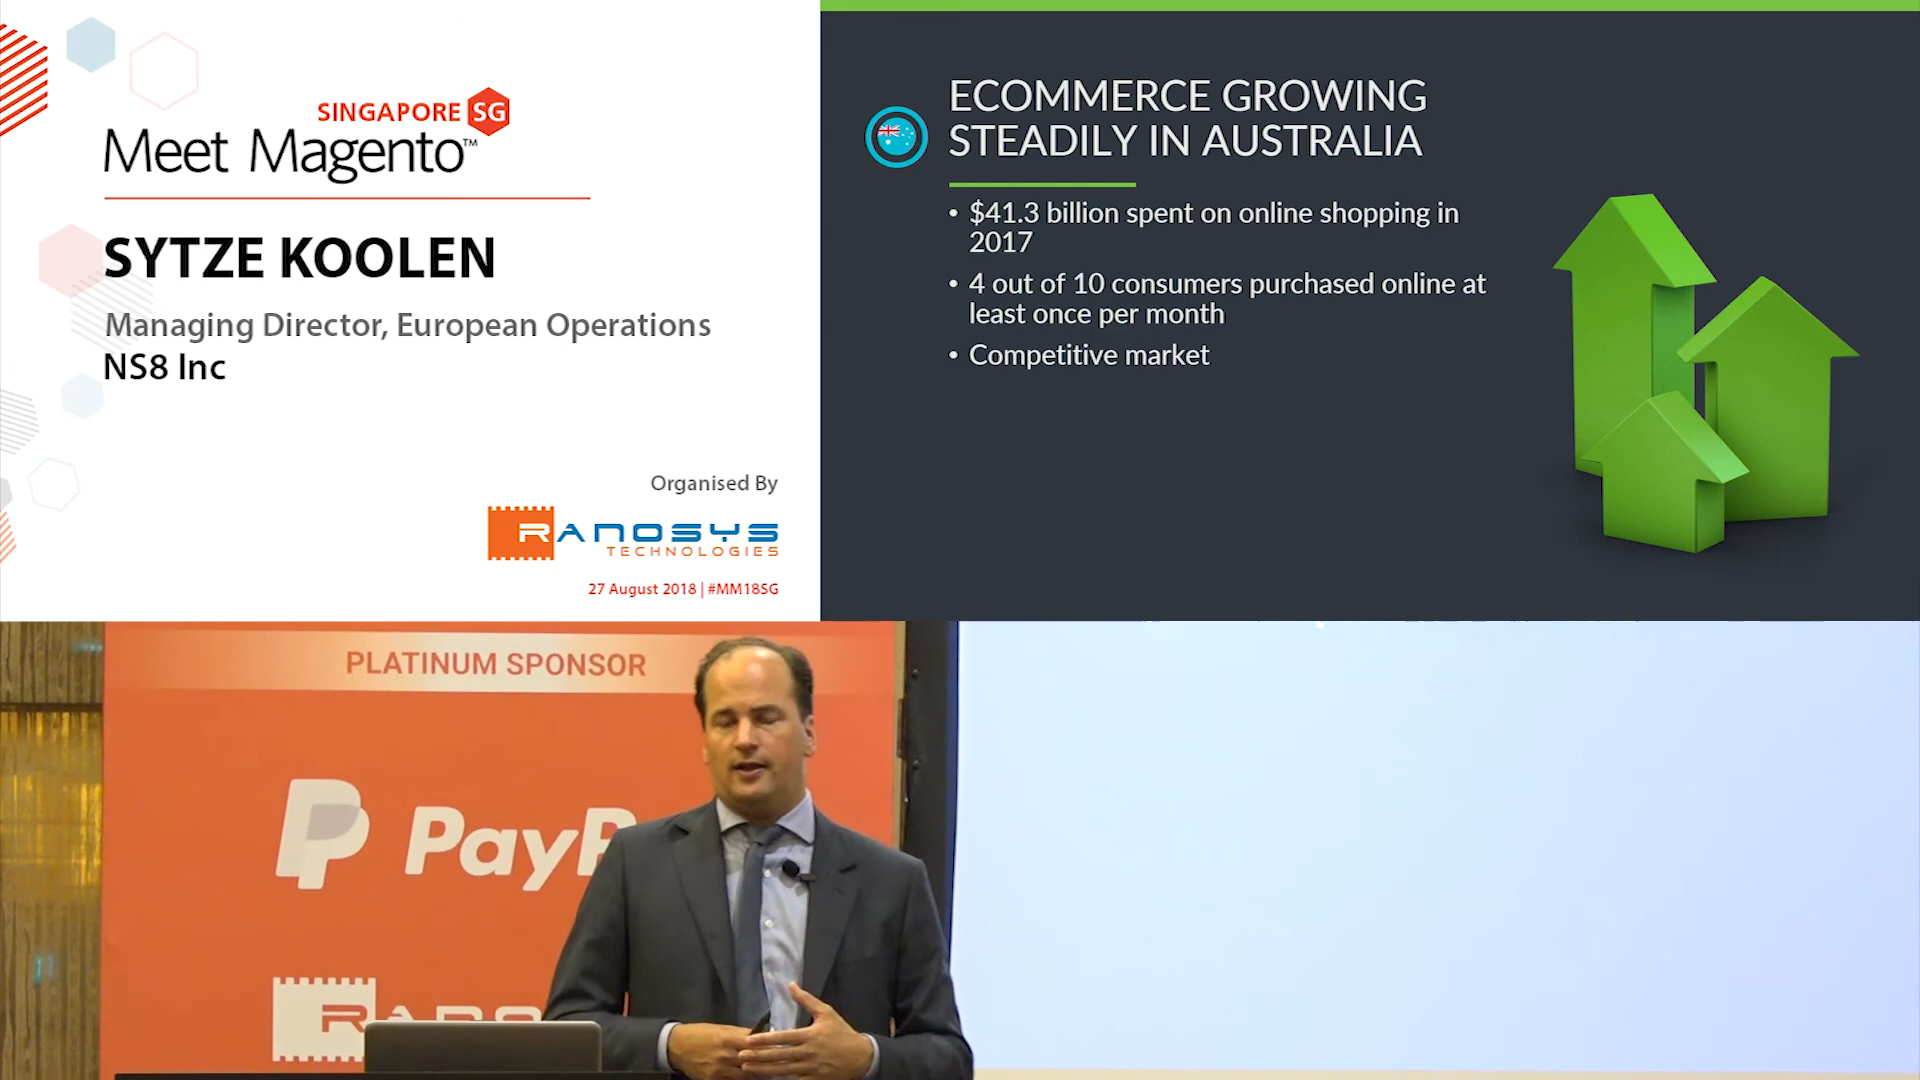 SINGAPORE SG
Meet Magento™
SYTZE KOOLEN
Managing Director, European Operations
NS8 Inc
Organised By
RANOSYS
TECHNOLOGIES
27 August 2018 | #MM18SG
ECOMMERCE GROWING
STEADILY IN AUSTRALIA
• $41.3 billion spent on online shopping in
2017
• 4 out of 10 consumers purchased online at
least once per month
• Competitive market
PLATINUM SPONSOR
PayP
RANO